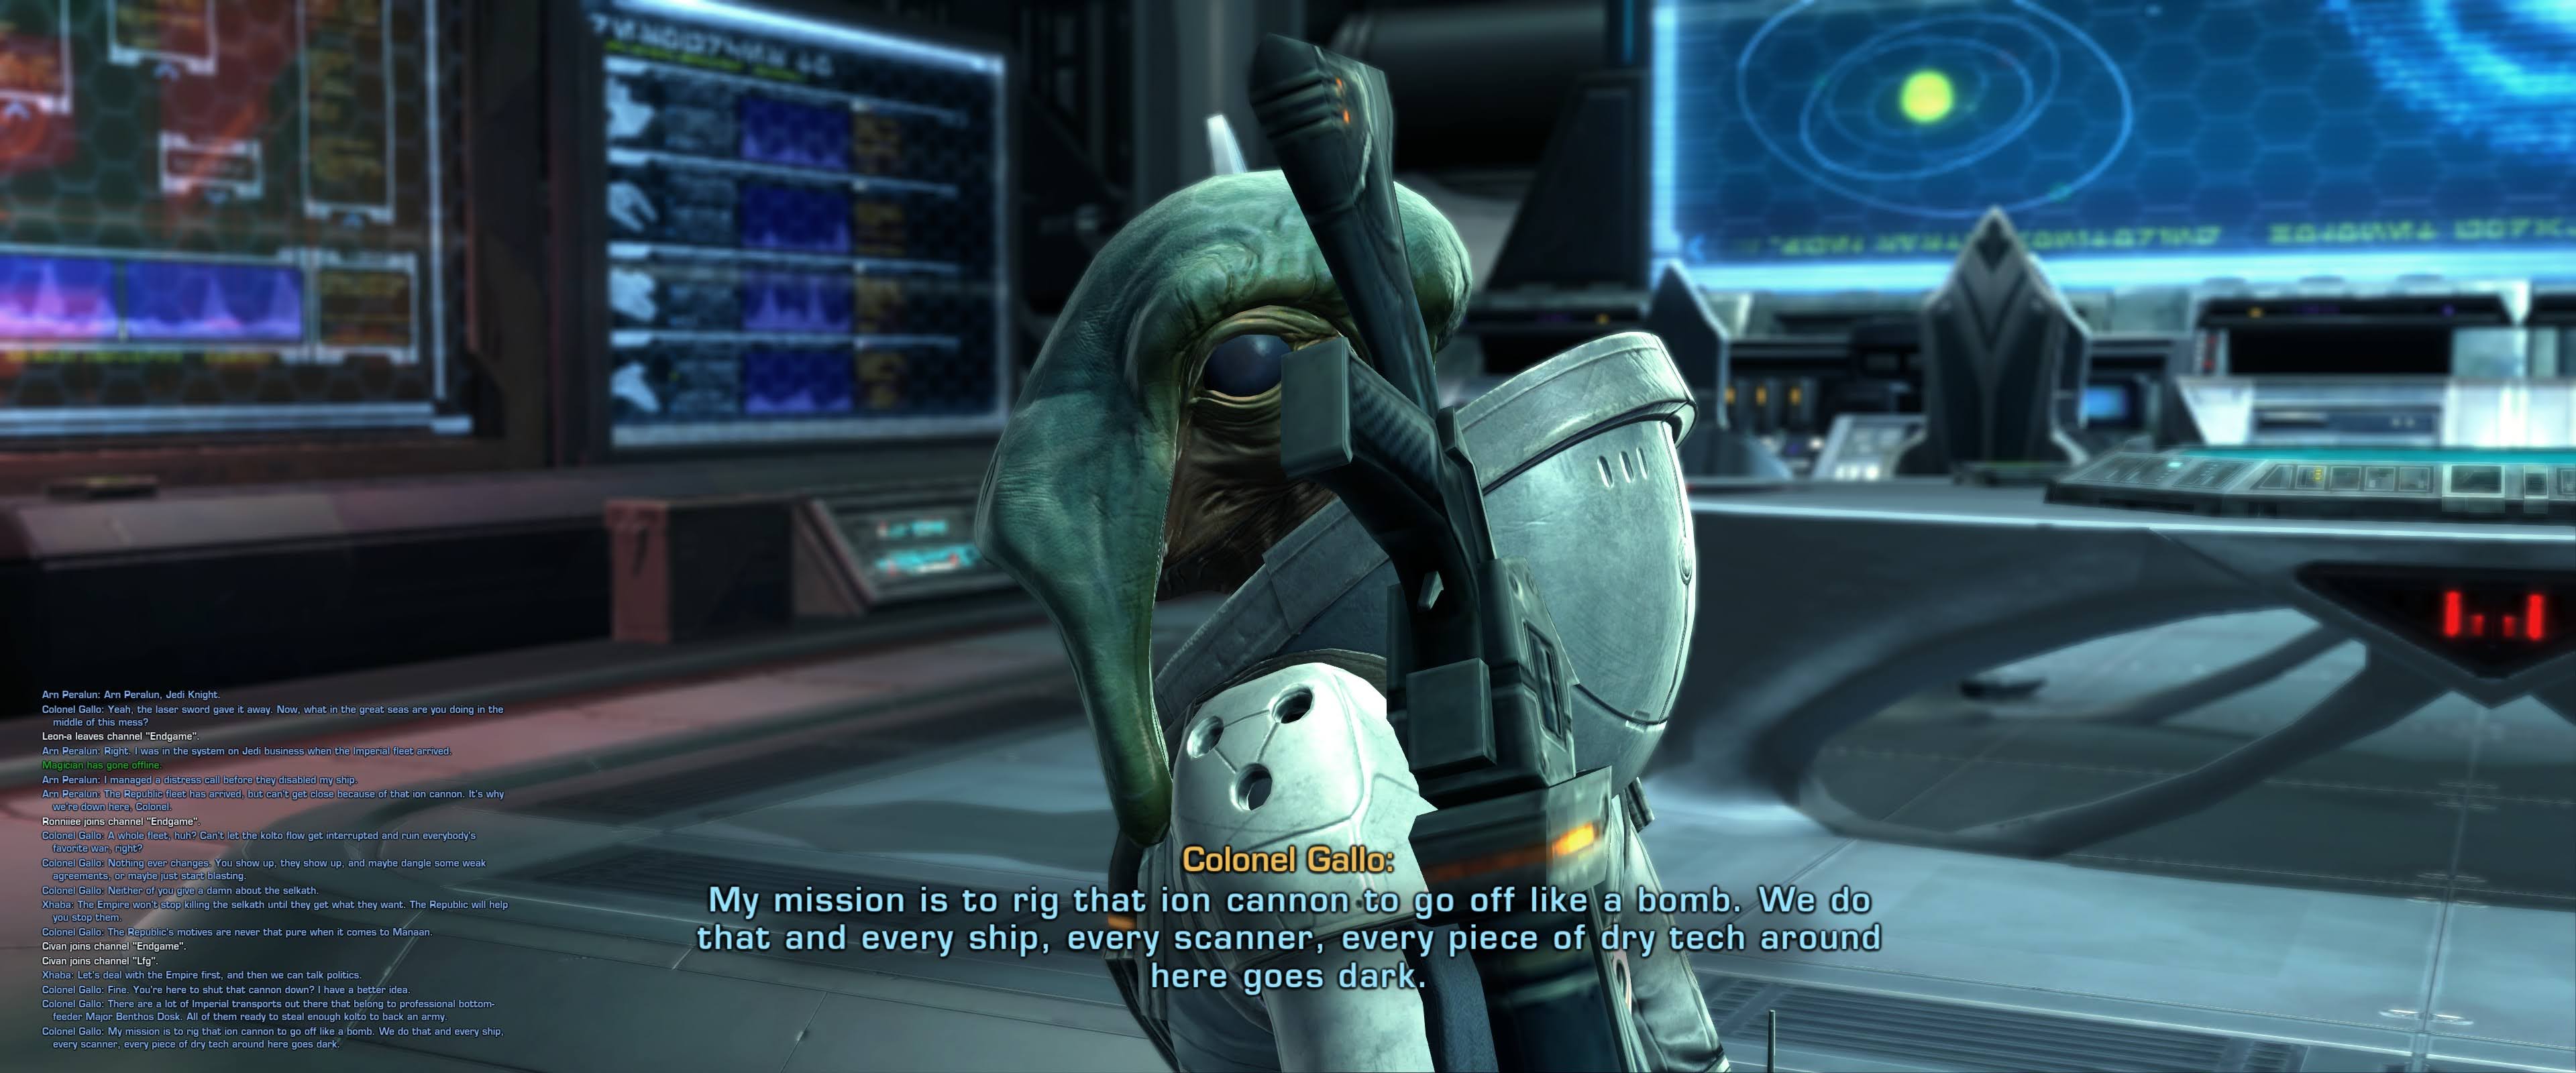 Arn Peralun: Arn Peralun, Jedi Knight.
Colonel Gallo: Yeah, the laser sword gave it away. Now, what in the great seas are you doing in the
middle of this mess?
Leon-a leaves channel "Endgame".
Arn Peralun: Right. I was in the system on Jedi business when the Imperial fleet arrived.
Magician has gone offline.
Arn Peralun: I managed a distress call before they disabled my ship.
Arn Peralun: The Republic fleet has arrived, but can't get close because of that ion cannon. It's why
we're down here, Colonel.
Ronniiee joins channel "Endgame".
Colonel Gallo: A whole fleet, huh? Can't let the kolto flow get interrupted and ruin everybody's
favorite war, right?
Colonel Gallo: Nothing ever changes. You show up, they show up, and maybe dangle some weak
agreements, or maybe just start blasting.
Colonel Gallo: Neither of you give a damn about the selkath.
Xhaba: The Empire won't stop killing the selkath until they get what they want. The Republic will help
you stop them.
Colonel Gallo: The Republic's motives are never that pure when it comes to Manaan.
Civan joins channel "Endgame".
Civan joins channel "Lfg".
Xhaba: Let's deal with the Empire first, and then we can talk politics.
Colonel Gallo: Fine. You're here to shut that cannon down? I have a better idea.
Colonel Gallo: There are a lot of Imperial transports out there that belong to professional bottom-
feeder Major Benthos Dosk. All of them ready to steal enough kolto to back an army.
Colonel Gallo: My mission is to rig that ion cannon to go off like a bomb. We do that and every ship,
every scanner, every piece of dry tech around here goes dark.
Colonel Gallo:
My mission is to rig that ion cannon to go off like a bomb. We do
that and every ship, every scanner, every piece of dry tech around
here goes dark.